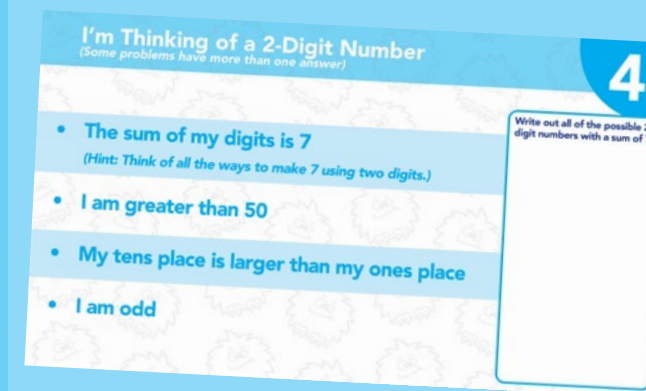 I'm Thinking of a 2-Digit Number
(Some problems have more than one answer)
4
• The sum of my digits is 7
(Hint: Think of all the ways to make 7 using two digits.)
• I am greater than 50
• My tens place is larger than my ones place
• I am odd
Write out all of the possible 2
digit numbers with a sum of